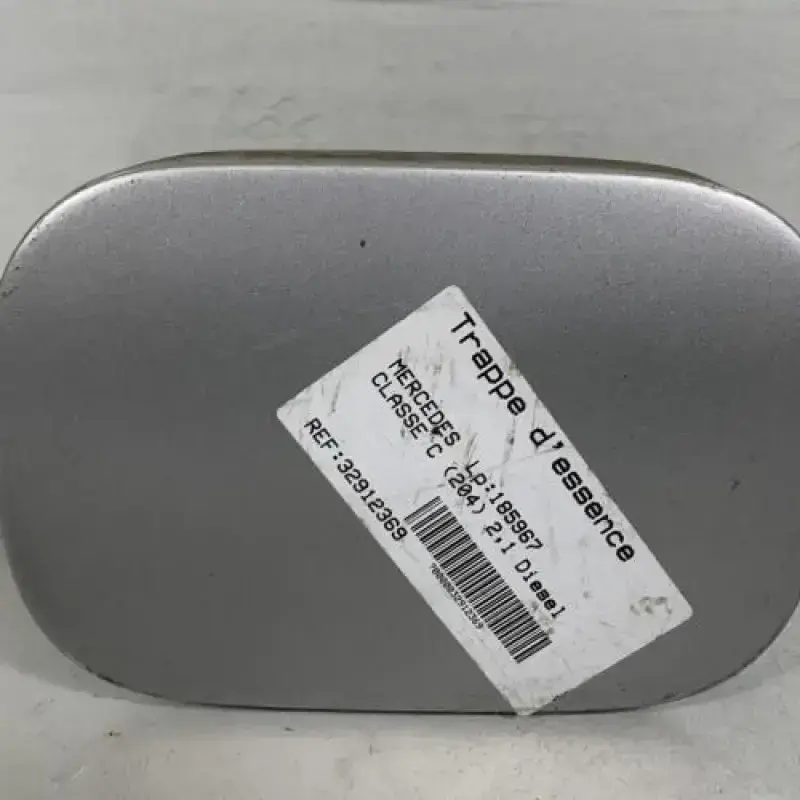 Trappe d'essence
MERCEDES LP:185967
CLASSE C (204) 2,1 Diesel
REF:32912369